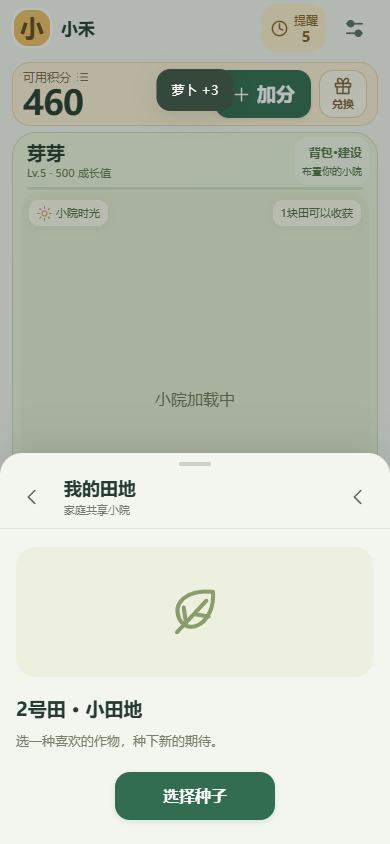 小 小禾
提醒
5
可用积分
460
萝卜 +3
+ 加分
兑换
芽芽
Lv.5 · 500 成长值
背包·建设
布置你的小院
小院时光
1块田可以收获
小院加载中
我的田地
家庭共享小院
2号田·小田地
选一种喜欢的作物，种下新的期待。
选择种子